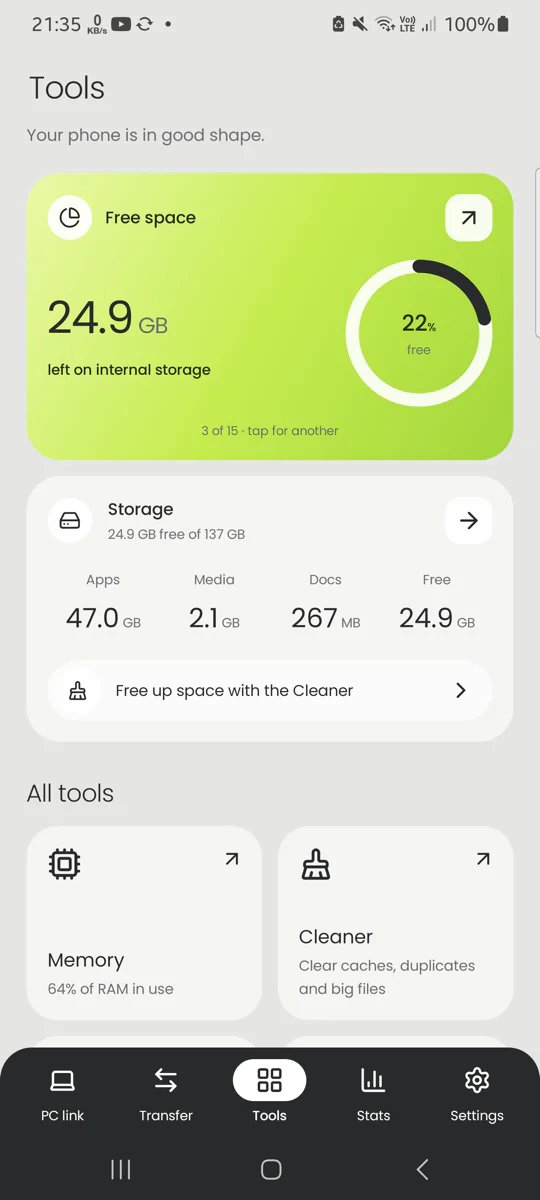 21:35 0 KB/s Vo)) LTE 100%
Tools
Your phone is in good shape.
Free space
24.9 GB
22%
free
left on internal storage
3 of 15 · tap for another
Storage
24.9 GB free of 137 GB
Apps Media Docs Free
47.0 GB 2.1 GB 267 MB 24.9 GB
Free up space with the Cleaner
All tools
Memory
64% of RAM in use
Cleaner
Clear caches, duplicates
and big files
PC link Transfer Tools Stats Settings